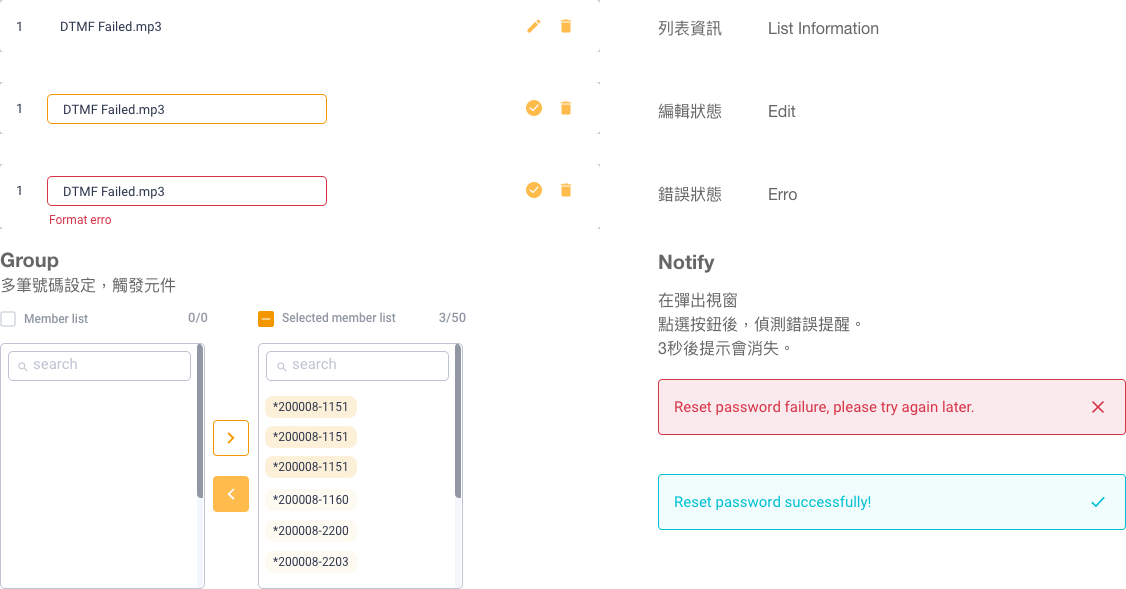 1 DTMF Failed.mp3
列表資訊 List Information
1 DTMF Failed.mp3
編輯狀態 Edit
1 DTMF Failed.mp3
錯誤狀態 Erro
Format erro
Group
多筆號碼設定，觸發元件
Member list 0/0
Selected member list 3/50
search
search
*200008-1151
*200008-1151
*200008-1151
*200008-1160
*200008-2200
*200008-2203
Notify
在彈出視窗
點選按鈕後，偵測錯誤提醒。
3秒後提示會消失。
Reset password failure, please try again later.
Reset password successfully!